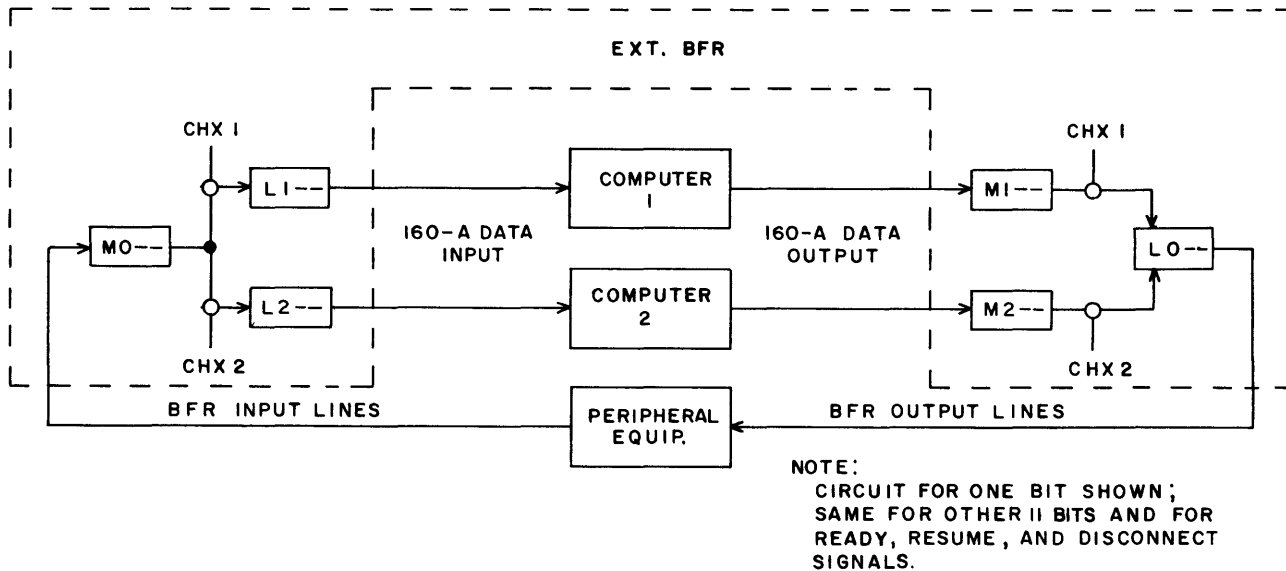 EXT. BFR
CHX 1
CHX 1
L1--
COMPUTER
1
M1--
M0--
160-A DATA
INPUT
160-A DATA
OUTPUT
L0--
L2--
COMPUTER
2
M2--
CHX 2
CHX 2
BFR INPUT LINES
PERIPHERAL
EQUIP.
BFR OUTPUT LINES
NOTE:
CIRCUIT FOR ONE BIT SHOWN;
SAME FOR OTHER 11 BITS AND FOR
READY, RESUME, AND DISCONNECT
SIGNALS.